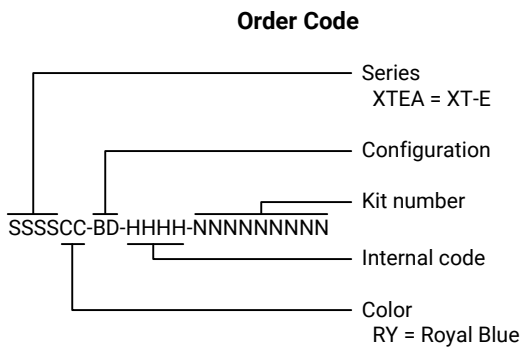 Order Code
Series
XTEA = XT-E
Configuration
Kit number
SSSSCC-BD-HHHH-NNNNNNNNN
Internal code
Color
RY = Royal Blue